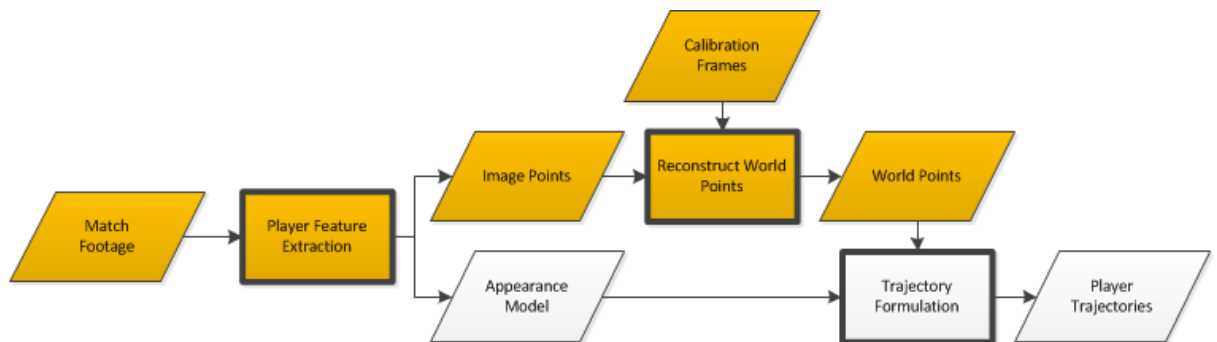 Calibration
Frames
Image Points
Reconstruct World
Points
World Points
Match
Footage
Player Feature
Extraction
Appearance
Model
Trajectory
Formulation
Player
Trajectories